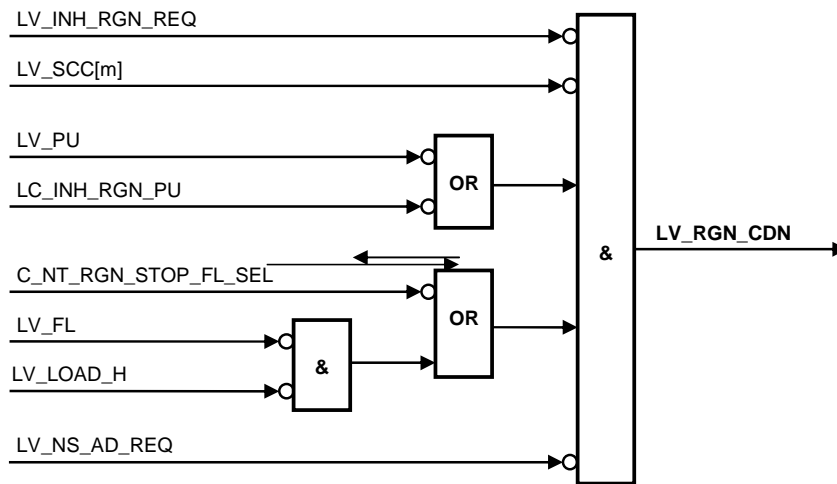 LV_INH_RGN_REQ
LV_SCC[m]
LV_PU
OR
LC_INH_RGN_PU
LV_RGN_CDN
&
C_NT_RGN_STOP_FL_SEL
OR
LV_FL
&
LV_LOAD_H
LV_NS_AD_REQ